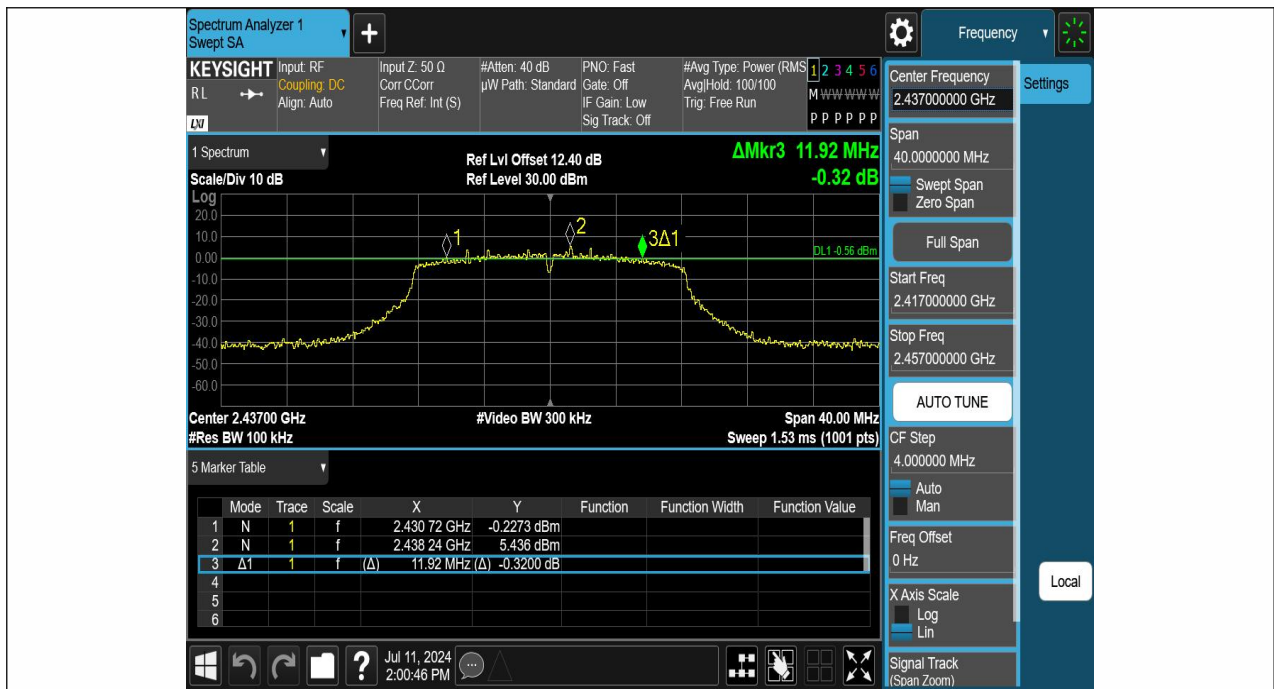 Spectrum Analyzer 1
Swept SA
+
Frequency
KEYSIGHT
RL
LXI
Input: RF
Coupling: DC
Align: Auto
Input Z: 50 Ω
Corr CCorr
Freq Ref: Int (S)
#Atten: 40 dB
µW Path: Standard
PNO: Fast
Gate: Off
IF Gain: Low
Sig Track: Off
#Avg Type: Power (RMS
Avg|Hold: 100/100
Trig: Free Run
1 2 3 4 5 6
M W W W W W
P P P P P P
1 Spectrum
Scale/Div 10 dB
Ref Lvl Offset 12.40 dB
Ref Level 30.00 dBm
ΔMkr3 11.92 MHz
-0.32 dB
Log
20.0
10.0
0.00
-10.0
-20.0
-30.0
-40.0
-50.0
-60.0
1
2
3Δ1
DL1 -0.56 dBm
Center 2.43700 GHz
#Video BW 300 kHz
Span 40.00 MHz
#Res BW 100 kHz
Sweep 1.53 ms (1001 pts)
5 Marker Table
Mode Trace Scale X Y Function Function Width Function Value
1 N 1 f 2.430 72 GHz -0.2273 dBm
2 N 1 f 2.438 24 GHz 5.436 dBm
3 Δ1 1 f (Δ) 11.92 MHz (Δ) -0.3200 dB
4
5
6
?
Jul 11, 2024
2:00:46 PM
Center Frequency
2.437000000 GHz
Span
40.0000000 MHz
Swept Span
Zero Span
Full Span
Start Freq
2.417000000 GHz
Stop Freq
2.457000000 GHz
AUTO TUNE
CF Step
4.000000 MHz
Auto
Man
Freq Offset
0 Hz
X Axis Scale
Log
Lin
Signal Track
(Span Zoom)
Settings
Local